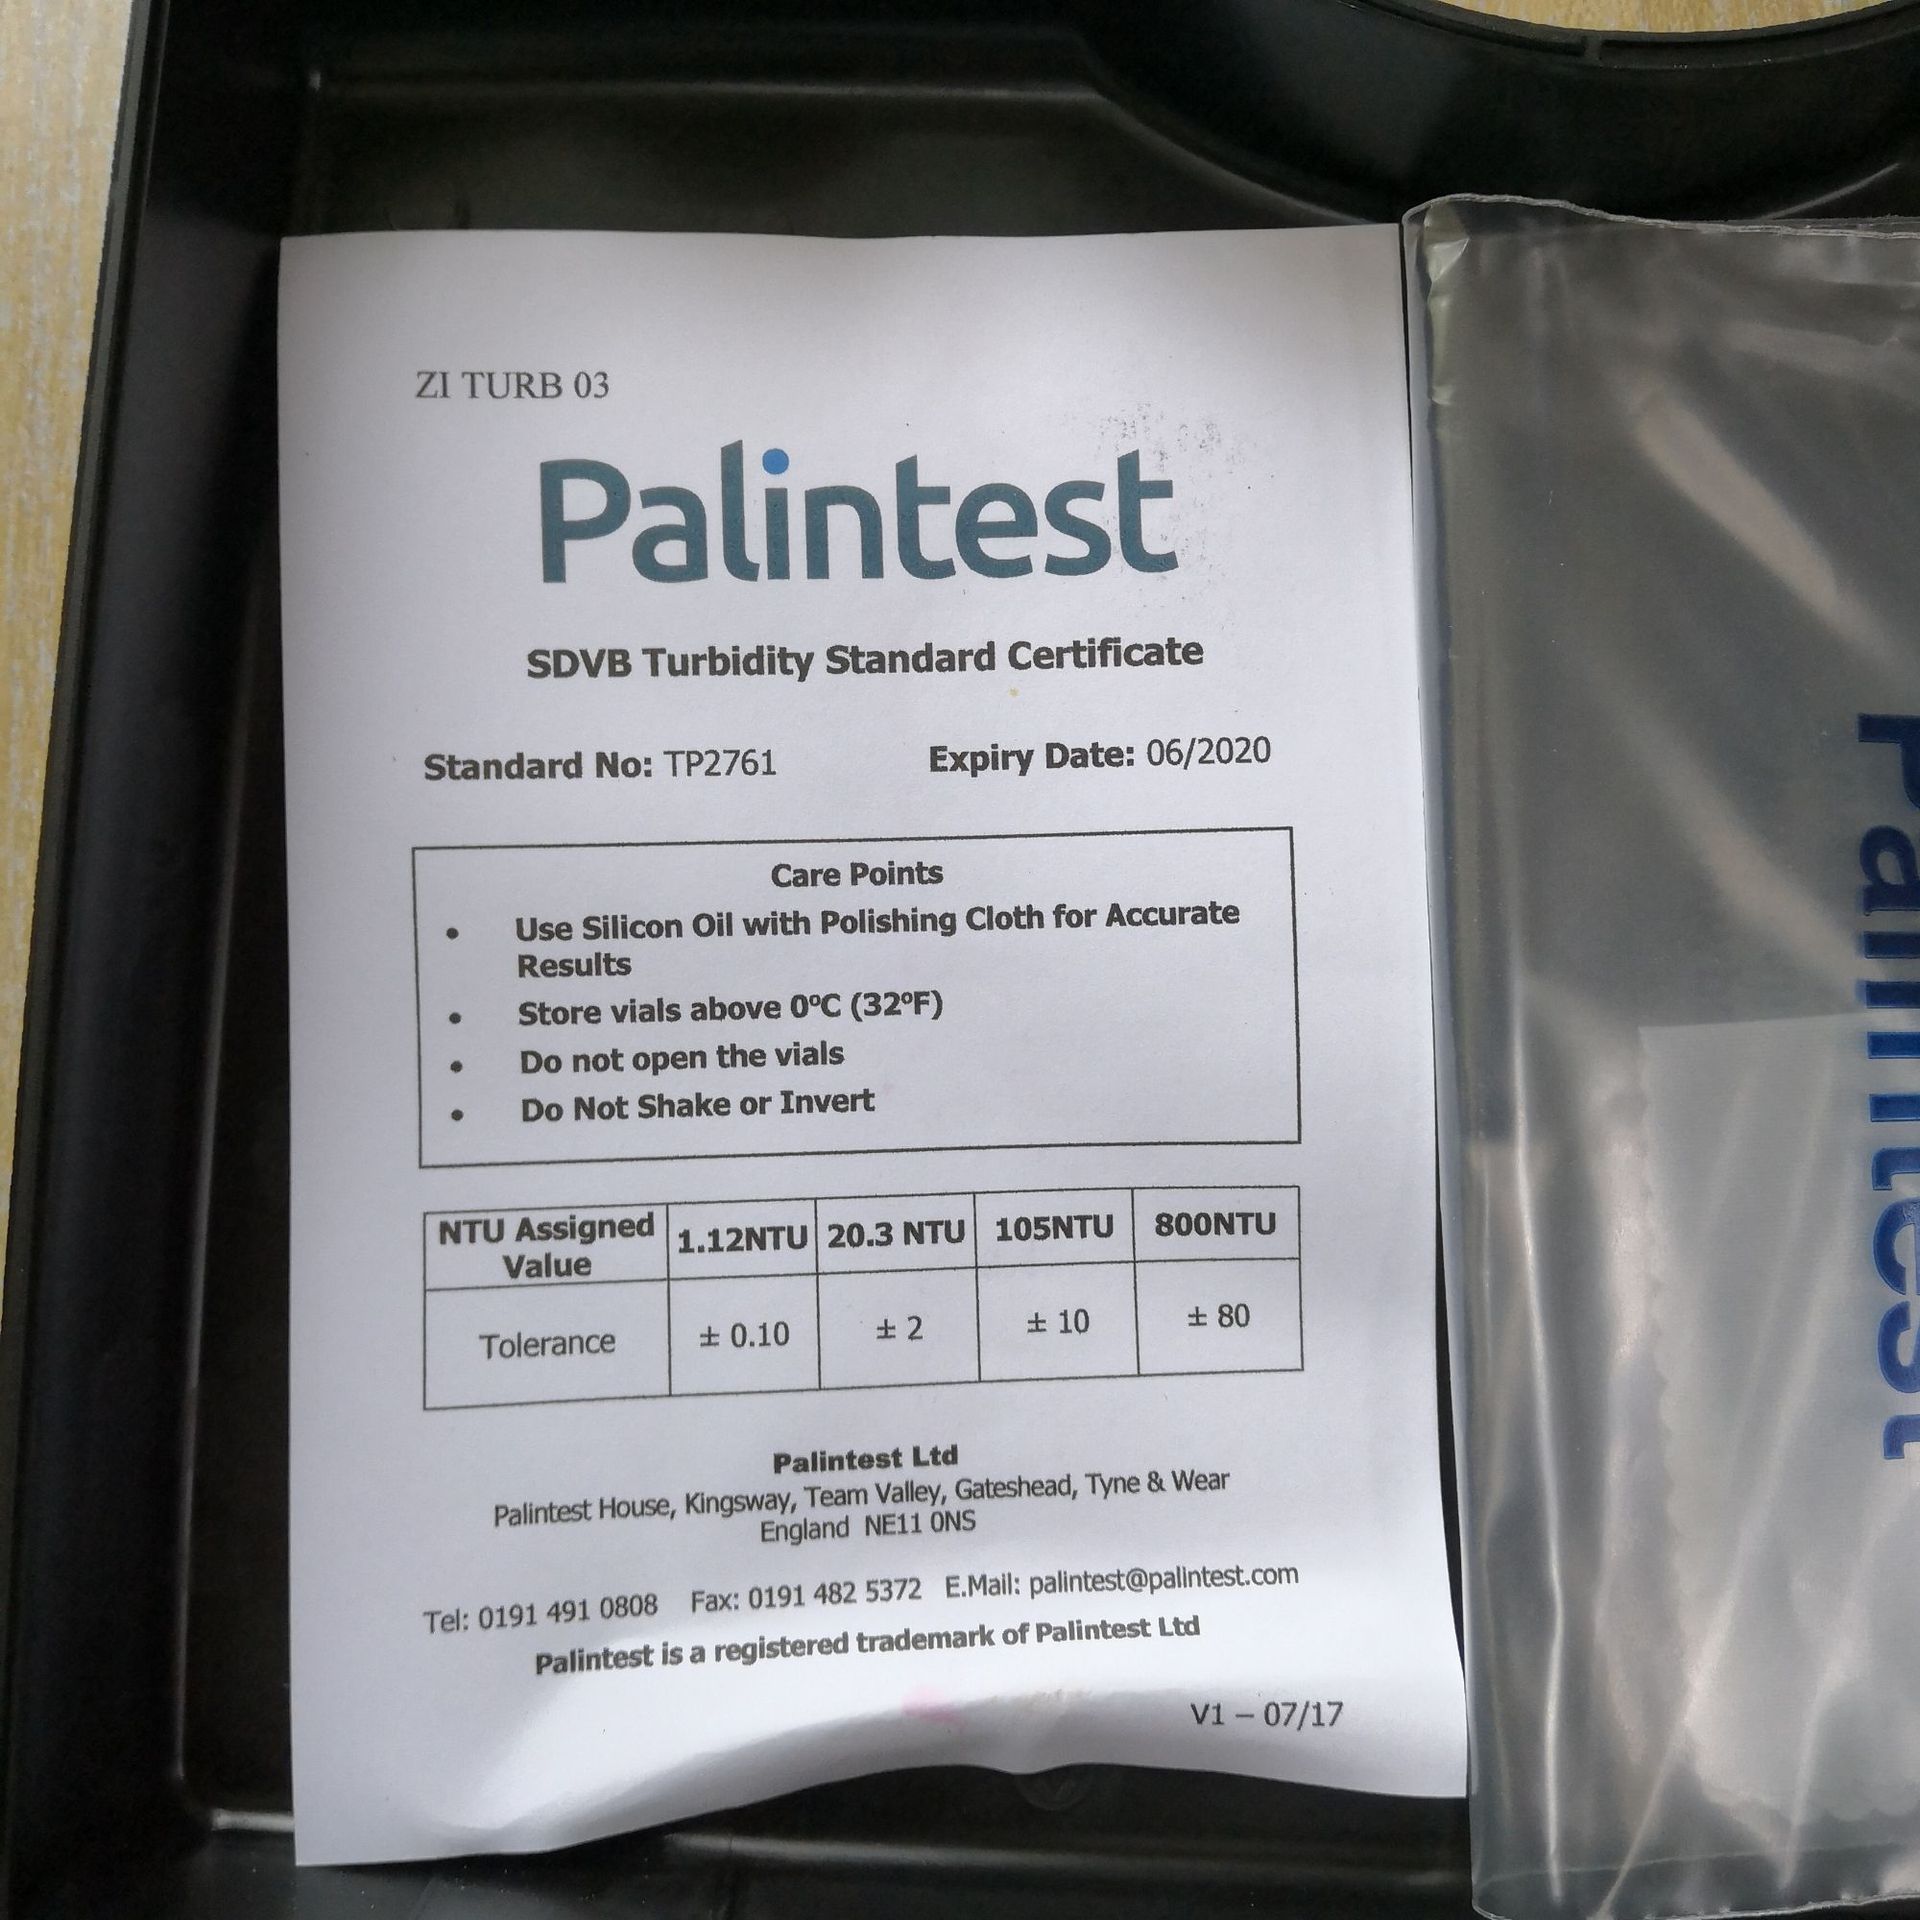 ZI TURB 03
Palintest
SDVB Turbidity Standard Certificate
Standard No: TP2761 Expiry Date: 06/2020
Care Points
• Use Silicon Oil with Polishing Cloth for Accurate
Results
• Store vials above 0ºC (32ºF)
• Do not open the vials
• Do Not Shake or Invert
NTU Assigned Value 1.12NTU 20.3 NTU 105NTU 800NTU
Tolerance ± 0.10 ± 2 ± 10 ± 80
Palintest Ltd
Palintest House, Kingsway, Team Valley, Gateshead, Tyne & Wear
England NE11 0NS
Tel: 0191 491 0808 Fax: 0191 482 5372 E.Mail: palintest@palintest.com
Palintest is a registered trademark of Palintest Ltd
V1 – 07/17
Palintest